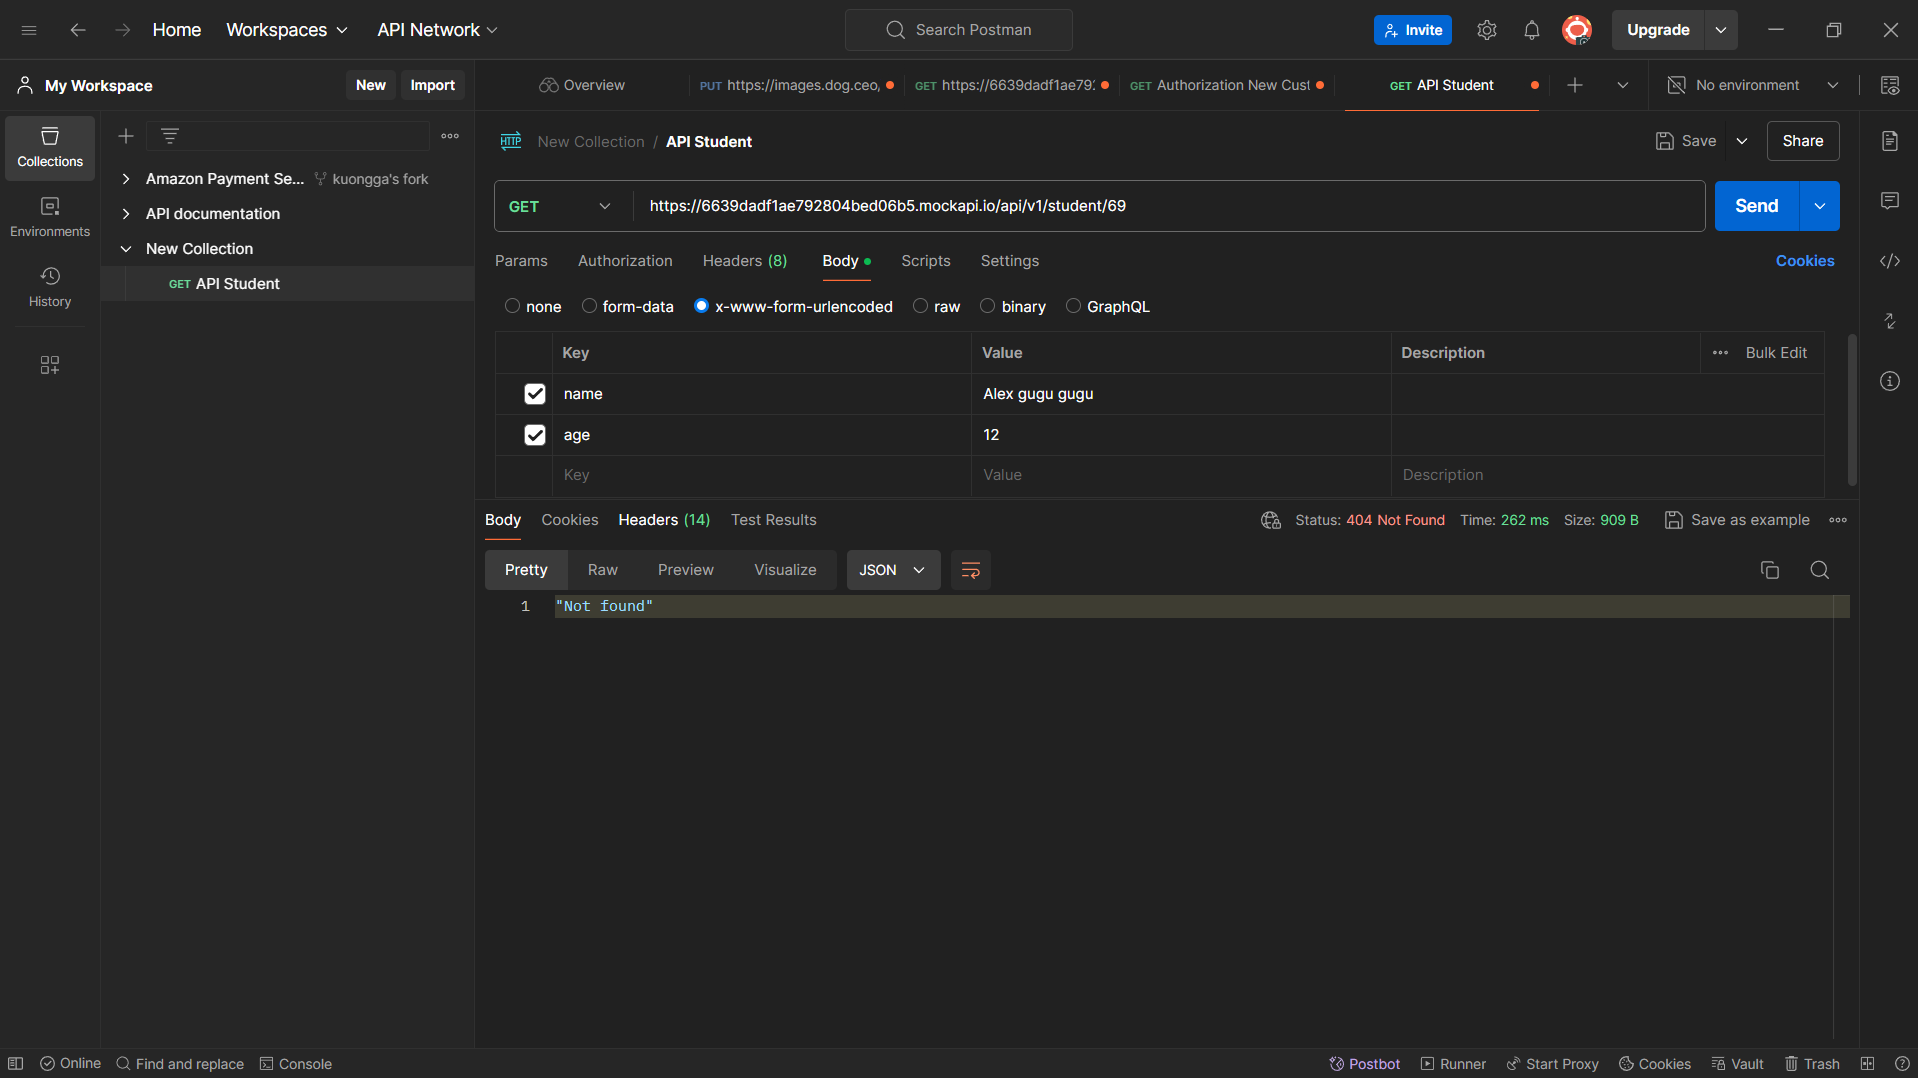 Home Workspaces API Network Search Postman Invite Upgrade
My Workspace New Import Overview PUT https://images.dog.ceo, GET https://6639dadf1ae792 GET Authorization New Cust GET API Student No environment
Collections
Environments
History
Amazon Payment Se... kuongga's fork
API documentation
New Collection
GET API Student
HTTP New Collection / API Student Save Share
GET https://6639dadf1ae792804bed06b5.mockapi.io/api/v1/student/69 Send
Params Authorization Headers (8) Body Scripts Settings Cookies
none form-data x-www-form-urlencoded raw binary GraphQL
Key Value Description Bulk Edit
name Alex gugu gugu
age 12
Key Value Description
Body Cookies Headers (14) Test Results Status: 404 Not Found Time: 262 ms Size: 909 B Save as example
Pretty Raw Preview Visualize JSON
1 "Not found"
Online Find and replace Console Postbot Runner Start Proxy Cookies Vault Trash